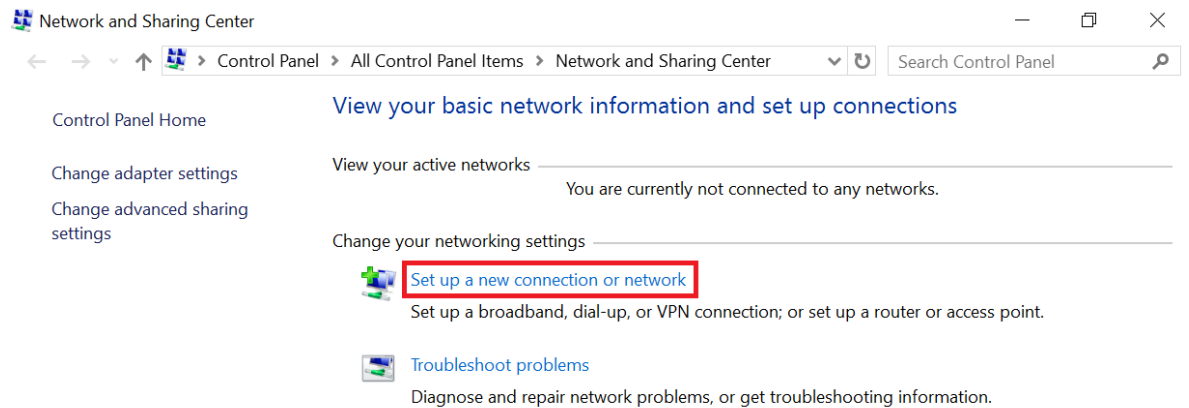 Network and Sharing Center
Control Panel > All Control Panel Items > Network and Sharing Center
Search Control Panel
Control Panel Home
Change adapter settings
Change advanced sharing
settings
View your basic network information and set up connections
View your active networks
You are currently not connected to any networks.
Change your networking settings
Set up a new connection or network
Set up a broadband, dial-up, or VPN connection; or set up a router or access point.
Troubleshoot problems
Diagnose and repair network problems, or get troubleshooting information.